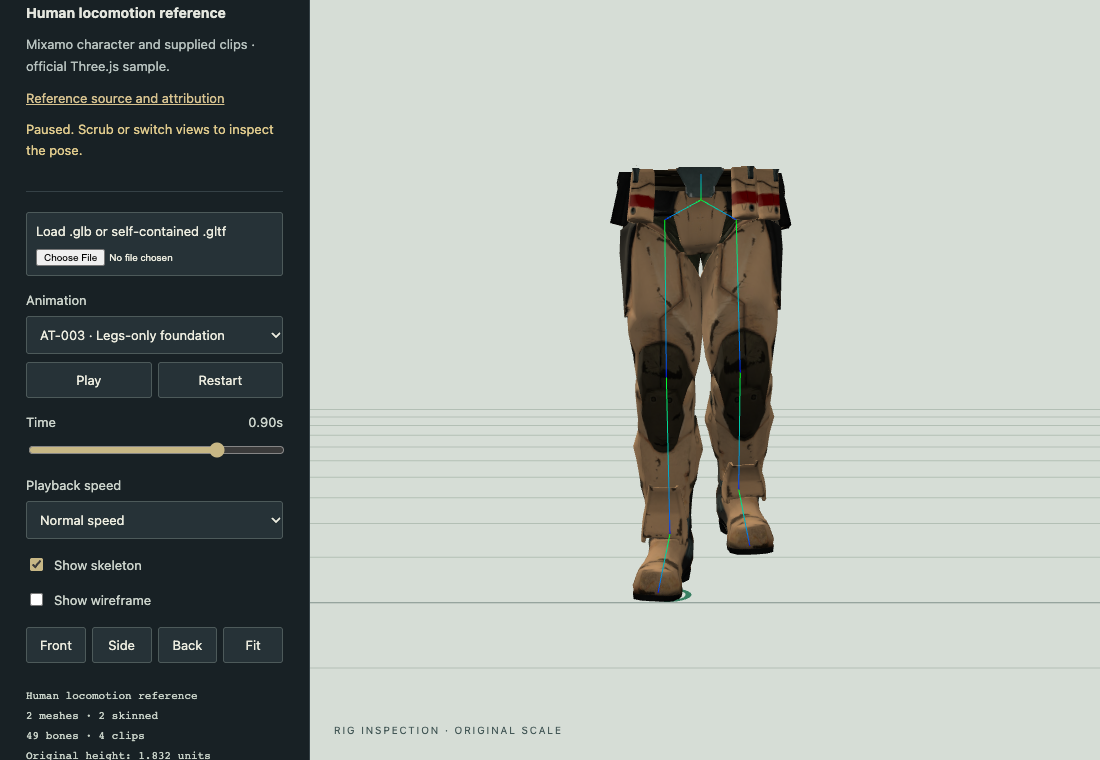 Human locomotion reference
Mixamo character and supplied clips ·
official Three.js sample.
Reference source and attribution
Paused. Scrub or switch views to inspect
the pose.
Load .glb or self-contained .gltf
Choose File No file chosen
Animation
AT-003 · Legs-only foundation
Play Restart
Time 0.90s
Playback speed
Normal speed
Show skeleton
Show wireframe
Front Side Back Fit
Human locomotion reference
2 meshes · 2 skinned
49 bones · 4 clips
Original height: 1.832 units
RIG INSPECTION · ORIGINAL SCALE